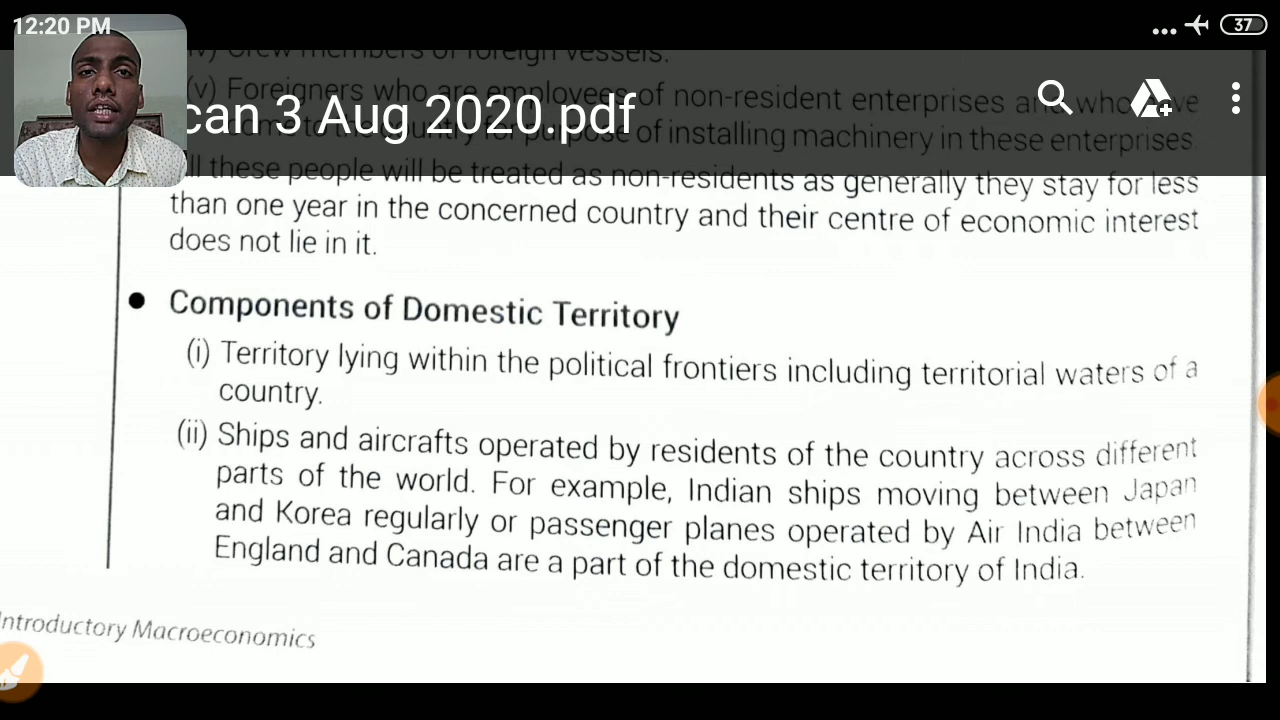 12:20 PM
37
iv) Crew members of foreign vessels.
(v) Foreigners who are employees of non-resident enterprises and who have
can 3 Aug 2020.pdf
to the country for purpose of installing machinery in these enterprises.
ll these people will be treated as non-residents as generally they stay for less
than one year in the concerned country and their centre of economic interest
does not lie in it.
• Components of Domestic Territory
(i) Territory lying within the political frontiers including territorial waters of a
country.
(ii) Ships and aircrafts operated by residents of the country across different
parts of the world. For example, Indian ships moving between Japan
and Korea regularly or passenger planes operated by Air India between
England and Canada are a part of the domestic territory of India.
Introductory Macroeconomics